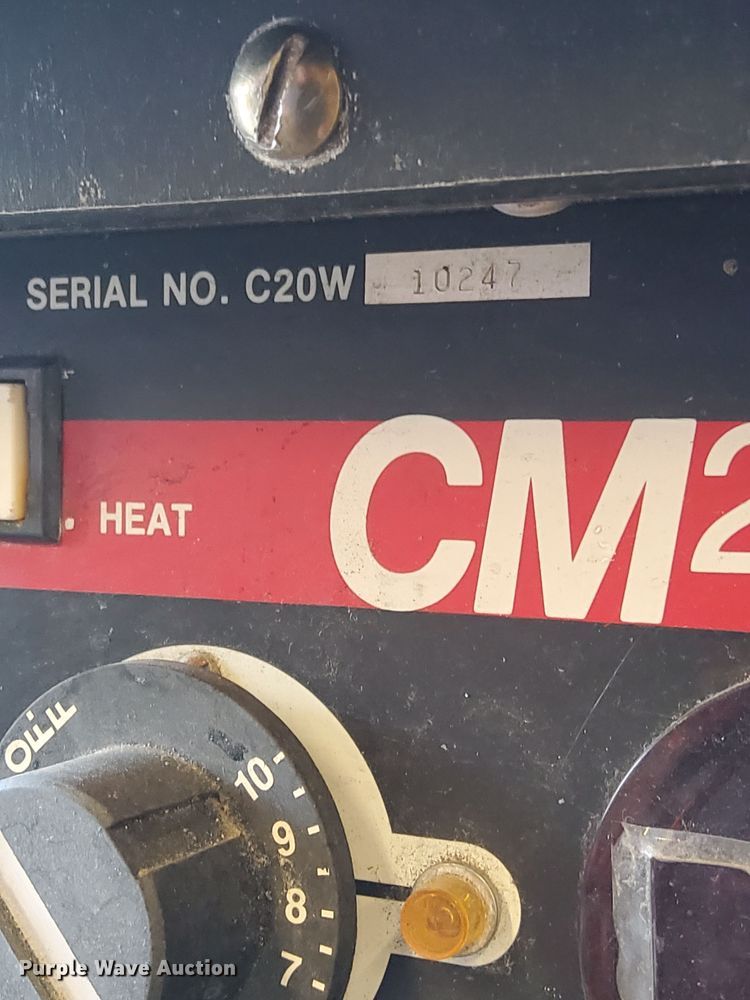 SERIAL NO. C20W 10247
. HEAT
CM2
OFF
10
9
8
7
Purple Wave Auction